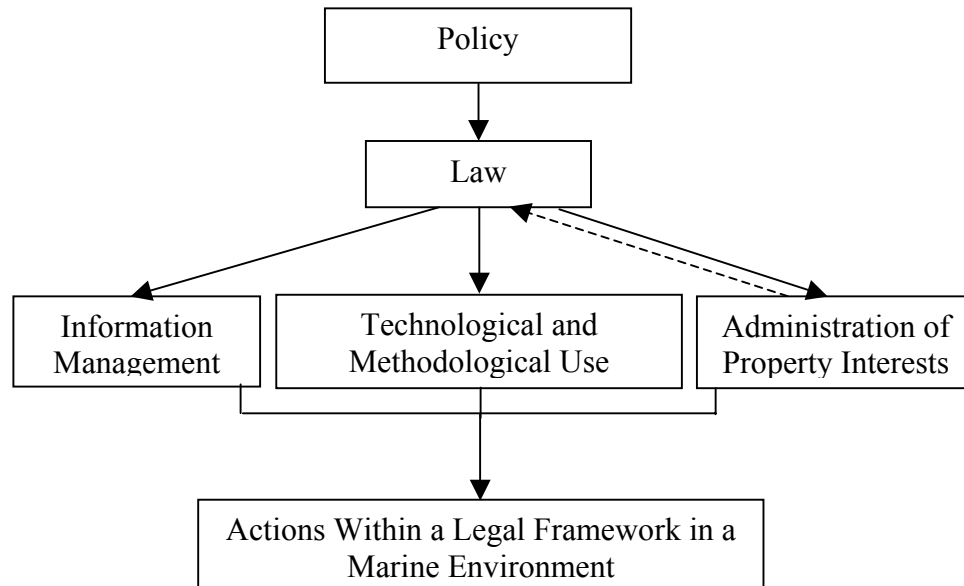 Policy
Law
Information
Management
Technological and
Methodological Use
Administration of
Property Interests
Actions Within a Legal Framework in a
Marine Environment